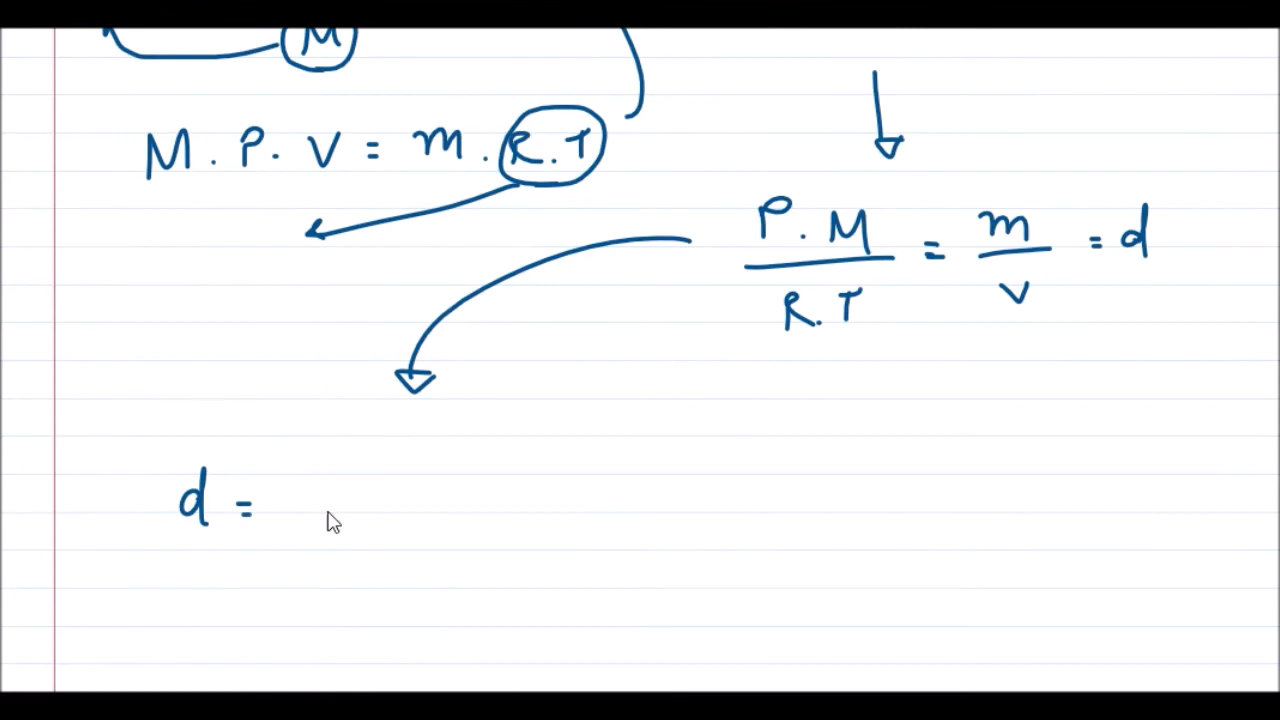 M
M . P . V = m . R . T
P . M / R . T = m / V = d
d =